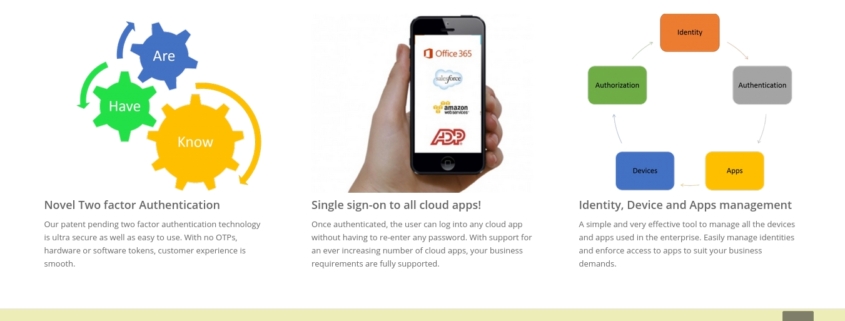 Are
Have
Know
Novel Two factor Authentication
Our patent pending two factor authentication technology
is ultra secure as well as easy to use. With no OTPs,
hardware or software tokens, customer experience is
smooth.
Office 365
salesforce
amazon
webservices
ADP
Single sign-on to all cloud apps!
Once authenticated, the user can log into any cloud app
without having to re-enter any password. With support for
an ever increasing number of cloud apps, your business
requirements are fully supported.
Identity
Authorization
Authentication
Devices
Apps
Identity, Device and Apps management
A simple and very effective tool to manage all the devices
and apps used in the enterprise. Easily manage identities
and enforce access to apps to suit your business
demands.